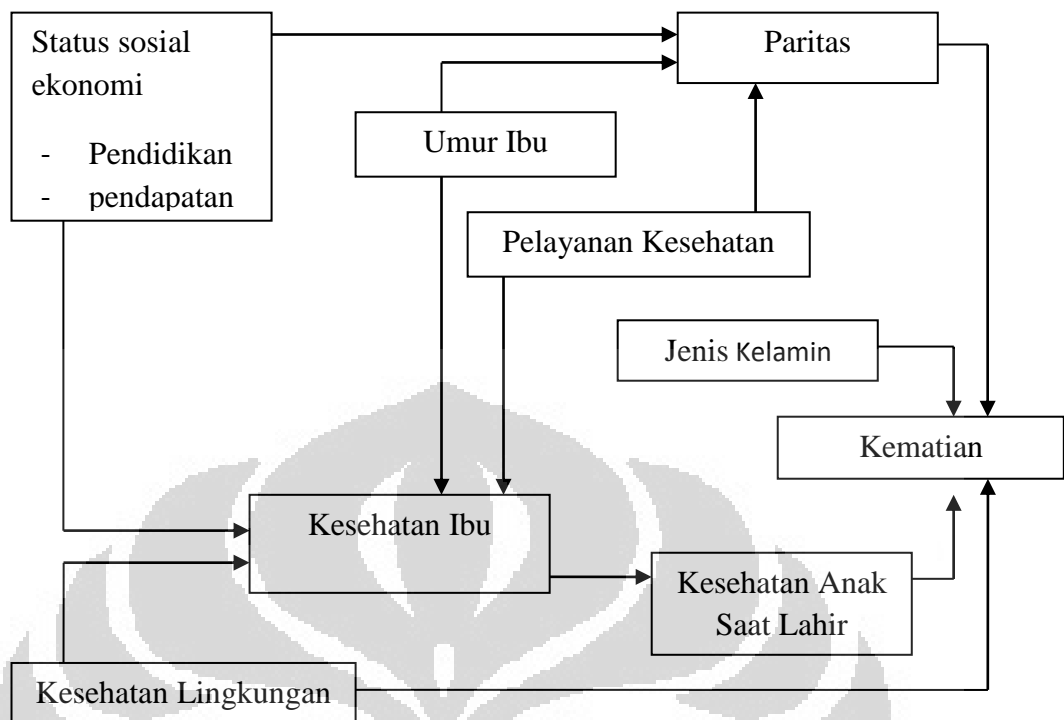 Status sosial
ekonomi
- Pendidikan
- pendapatan
Paritas
Umur Ibu
Pelayanan Kesehatan
Jenis Kelamin
Kematian
Kesehatan Ibu
Kesehatan Anak
Saat Lahir
Kesehatan Lingkungan